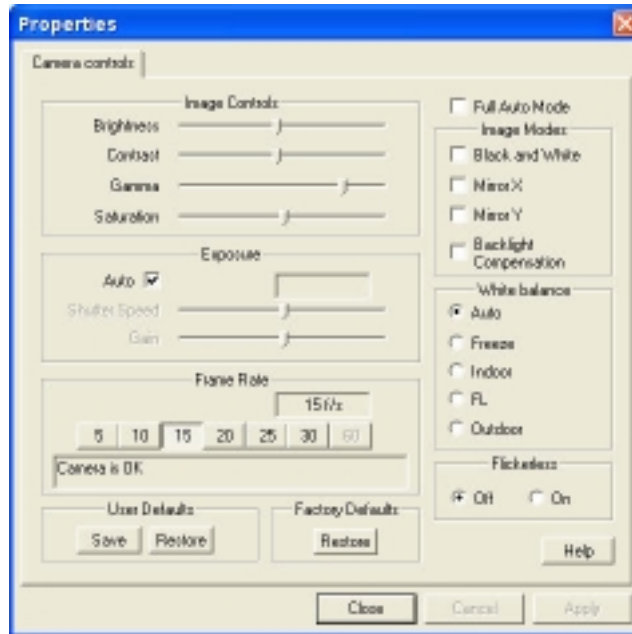 Properties
Camera controls
Image Controls
Brightness
Contrast
Gamma
Saturation
Exposure
Auto
Shutter Speed
Gain
Frame Rate
15 f/s
5 10 15 20 25 30 60
Camera is OK
User Defaults
Save Restore
Factory Defaults
Restore
Full Auto Mode
Image Modes
Black and White
Mirror X
Mirror Y
Backlight
Compensation
White balance
Auto
Freeze
Indoor
FL
Outdoor
Flickerless
Off On
Help
Close Cancel Apply